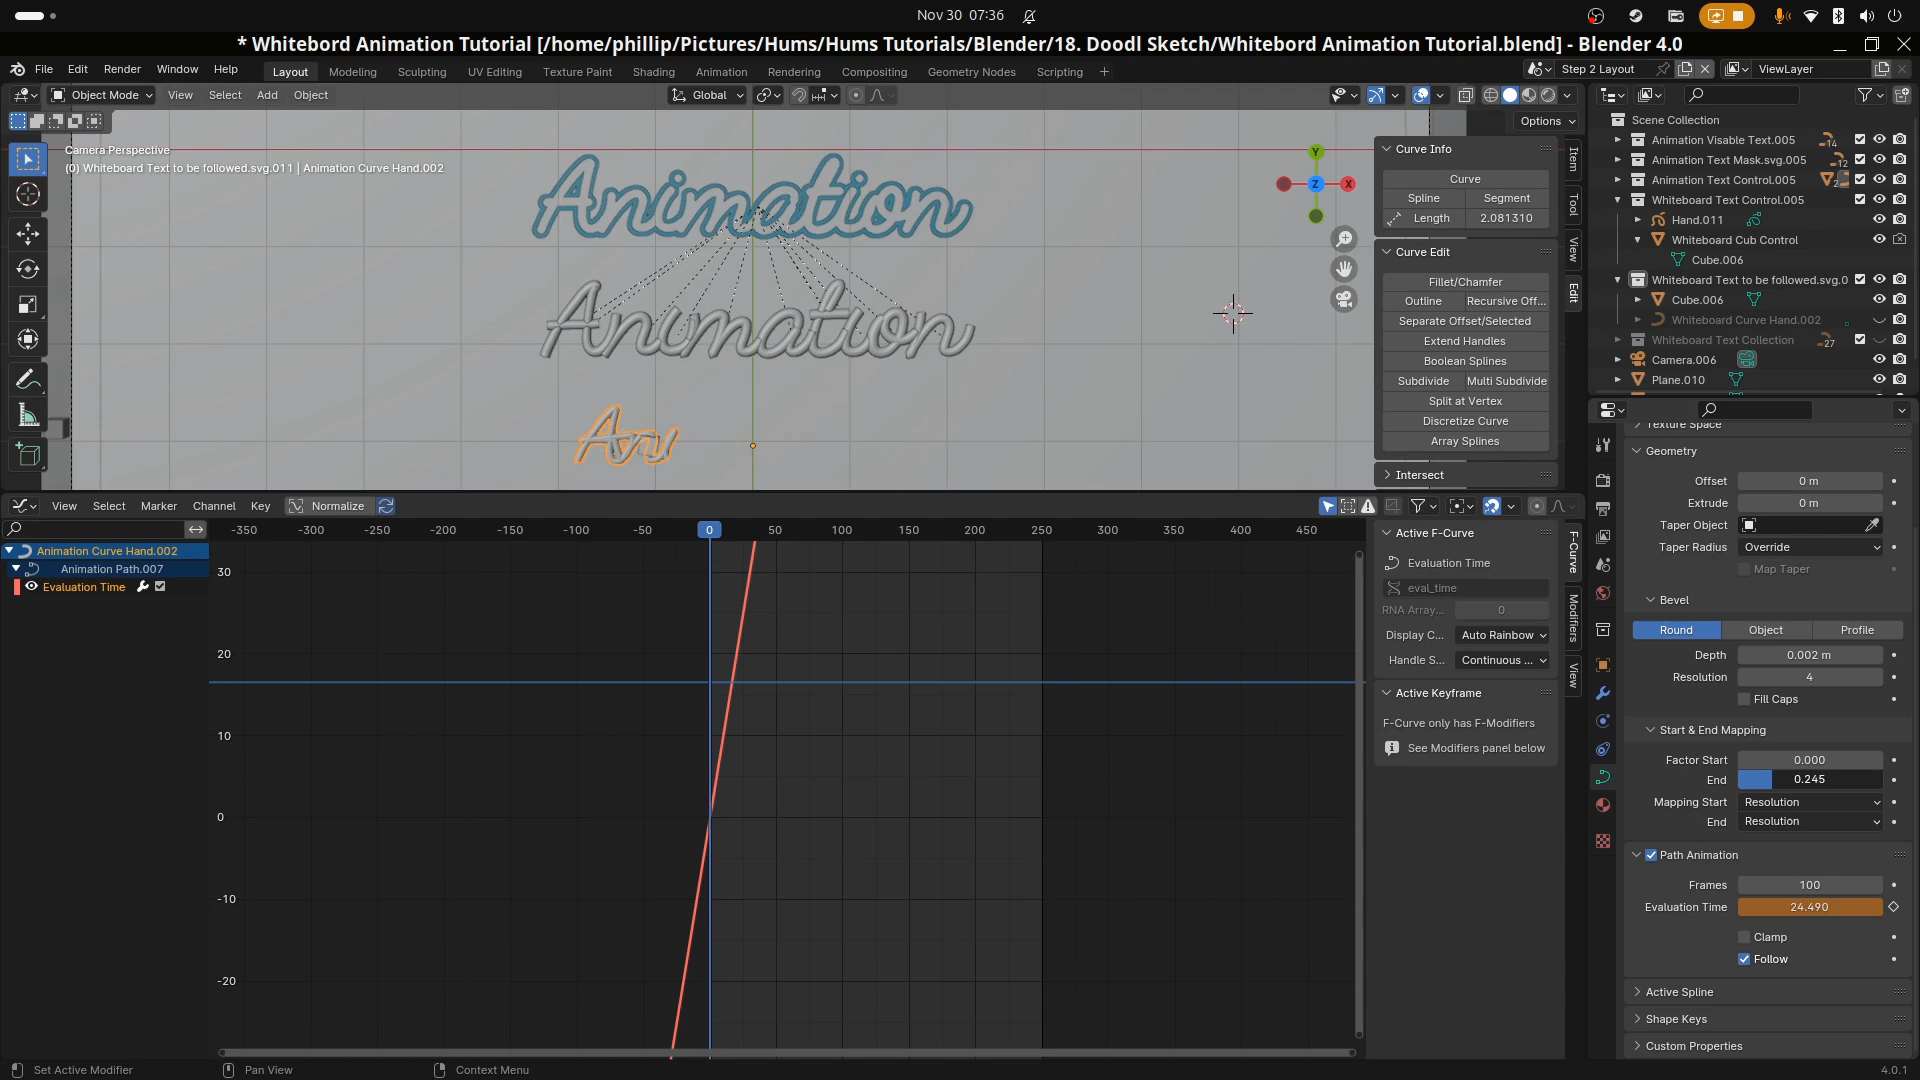 Nov 30 07:36
* Whitebord Animation Tutorial [/home/phillip/Pictures/Hums/Hums Tutorials/Blender/18. Doodl Sketch/Whitebord Animation Tutorial.blend] - Blender 4.0
File Edit Render Window Help
Layout Modeling Sculpting UV Editing Texture Paint Shading Animation Rendering Compositing Geometry Nodes Scripting +
Step 2 Layout
ViewLayer
Object Mode View Select Add Object
Global
Options
Camera Perspective
(0) Whiteboard Text to be followed.svg.011 | Animation Curve Hand.002
Animation
Animation
Ani
Y
Z
X
Curve Info
Curve
Spline Segment
Length 2.081310
Curve Edit
Fillet/Chamfer
Outline Recursive Off...
Separate Offset/Selected
Extend Handles
Boolean Splines
Subdivide Multi Subdivide
Split at Vertex
Discretize Curve
Array Splines
Intersect
Item
Tool
View
Edit
Scene Collection
Animation Visable Text.005 14
Animation Text Mask.svg.005 12
Animation Text Control.005 2
Whiteboard Text Control.005
Hand.011
Whiteboard Cub Control
Cube.006
Whiteboard Text to be followed.svg.0
Cube.006
Whiteboard Curve Hand.002
Whiteboard Text Collection 27
Camera.006
Plane.010
View Select Marker Channel Key Normalize
-350 -300 -250 -200 -150 -100 -50 0 50 100 150 200 250 300 350 400 450
Animation Curve Hand.002
Animation Path.007
Evaluation Time
30
20
10
0
-10
-20
Active F-Curve
Evaluation Time
eval_time
RNA Array... 0
Display C... Auto Rainbow
Handle S... Continuous ...
Active Keyframe
F-Curve only has F-Modifiers
See Modifiers panel below
F-Curve
Modifiers
View
Texture Space
Geometry
Offset 0 m
Extrude 0 m
Taper Object
Taper Radius Override
Map Taper
Bevel
Round Object Profile
Depth 0.002 m
Resolution 4
Fill Caps
Start & End Mapping
Factor Start 0.000
End 0.245
Mapping Start Resolution
End Resolution
Path Animation
Frames 100
Evaluation Time 24.490
Clamp
Follow
Active Spline
Shape Keys
Custom Properties
Set Active Modifier Pan View Context Menu 4.0.1